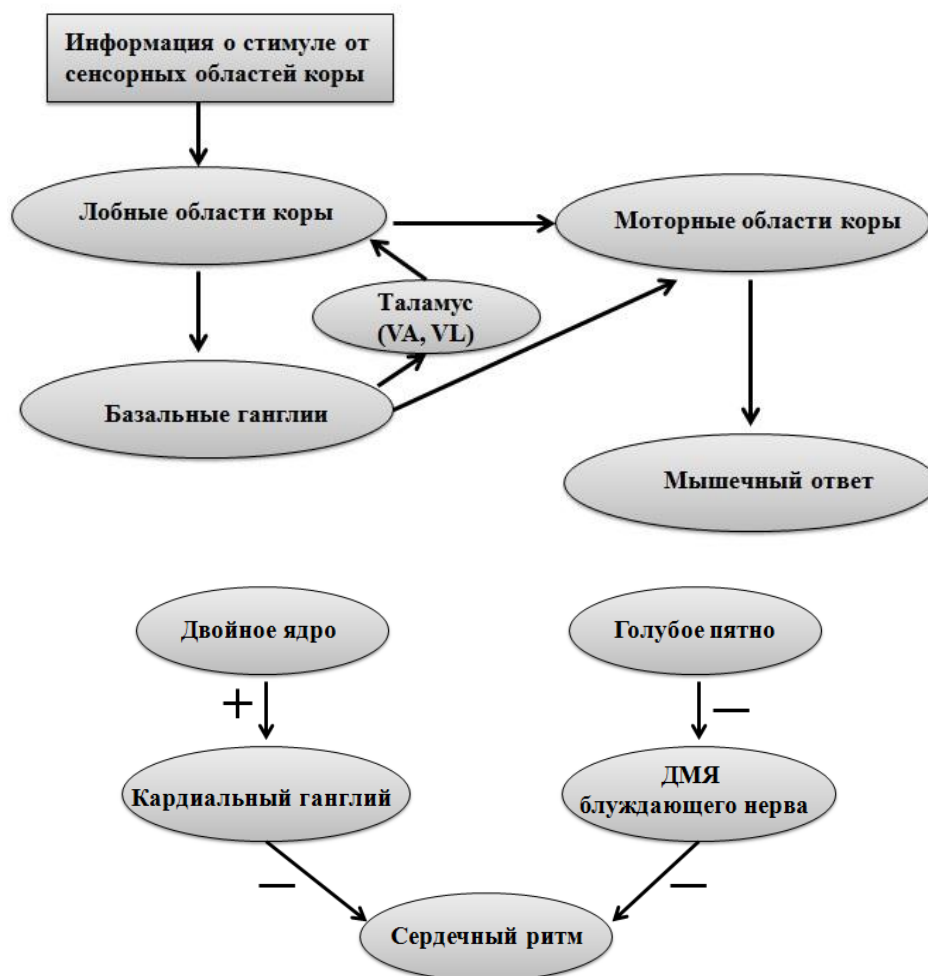 Информация о стимуле от
сенсорных областей коры
Лобные области коры
Моторные области коры
Таламус
(VA, VL)
Базальные ганглии
Мышечный ответ
Двойное ядро
Голубое пятно
+
—
Кардиальный ганглий
ДМЯ
блуждающего нерва
—
—
Сердечный ритм